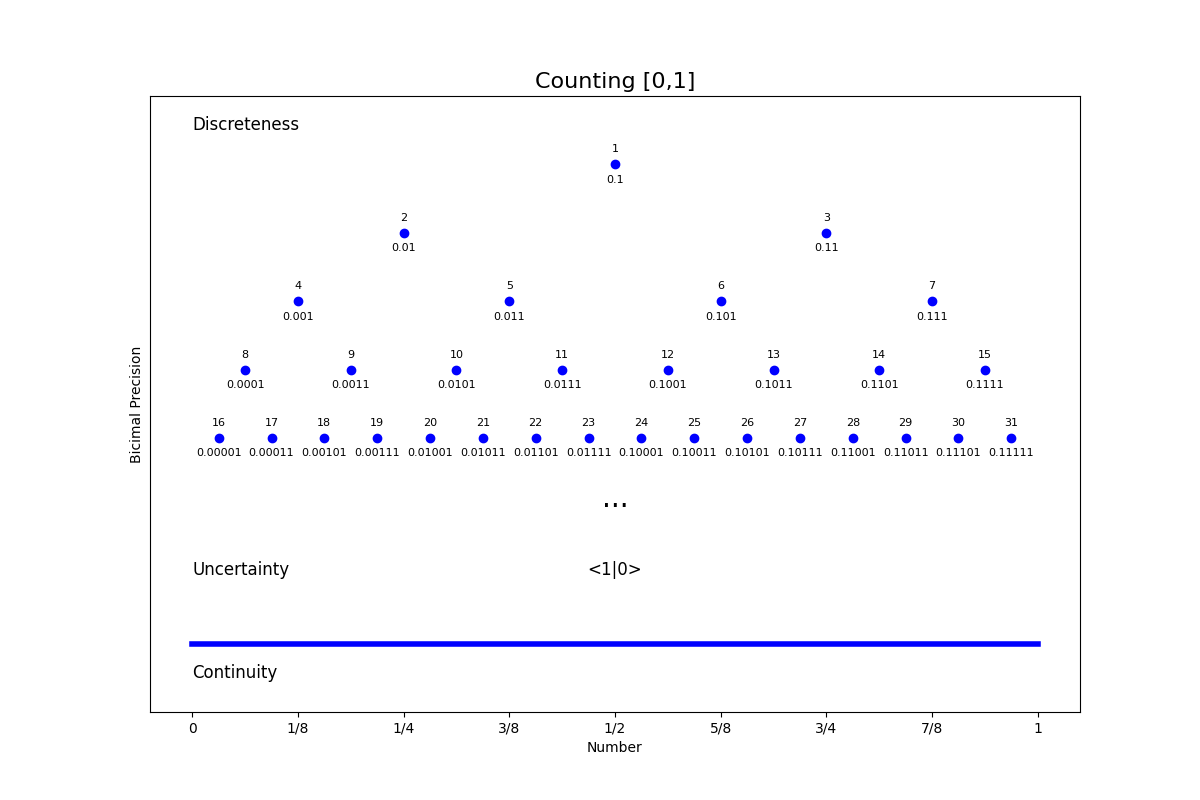 Counting [0,1]
Discreteness
1
0.1
2 3
0.01 0.11
4 5 6 7
0.001 0.011 0.101 0.111
8 9 10 11 12 13 14 15
0.0001 0.0011 0.0101 0.0111 0.1001 0.1011 0.1101 0.1111
16 17 18 19 20 21 22 23 24 25 26 27 28 29 30 31
0.00001 0.00011 0.00101 0.00111 0.01001 0.01011 0.01101 0.01111 0.10001 0.10011 0.10101 0.10111 0.11001 0.11011 0.11101 0.11111
...
Uncertainty <1|0>
Continuity
0 1/8 1/4 3/8 1/2 5/8 3/4 7/8 1
Number
Bicimal Precision